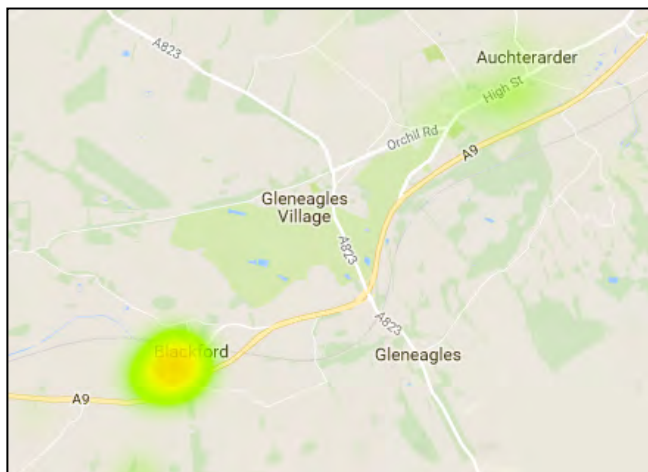 A823
Auchterarder
High St
Orchil Rd
A9
Gleneagles
Village
A823
A823
Blackford
Gleneagles
A9